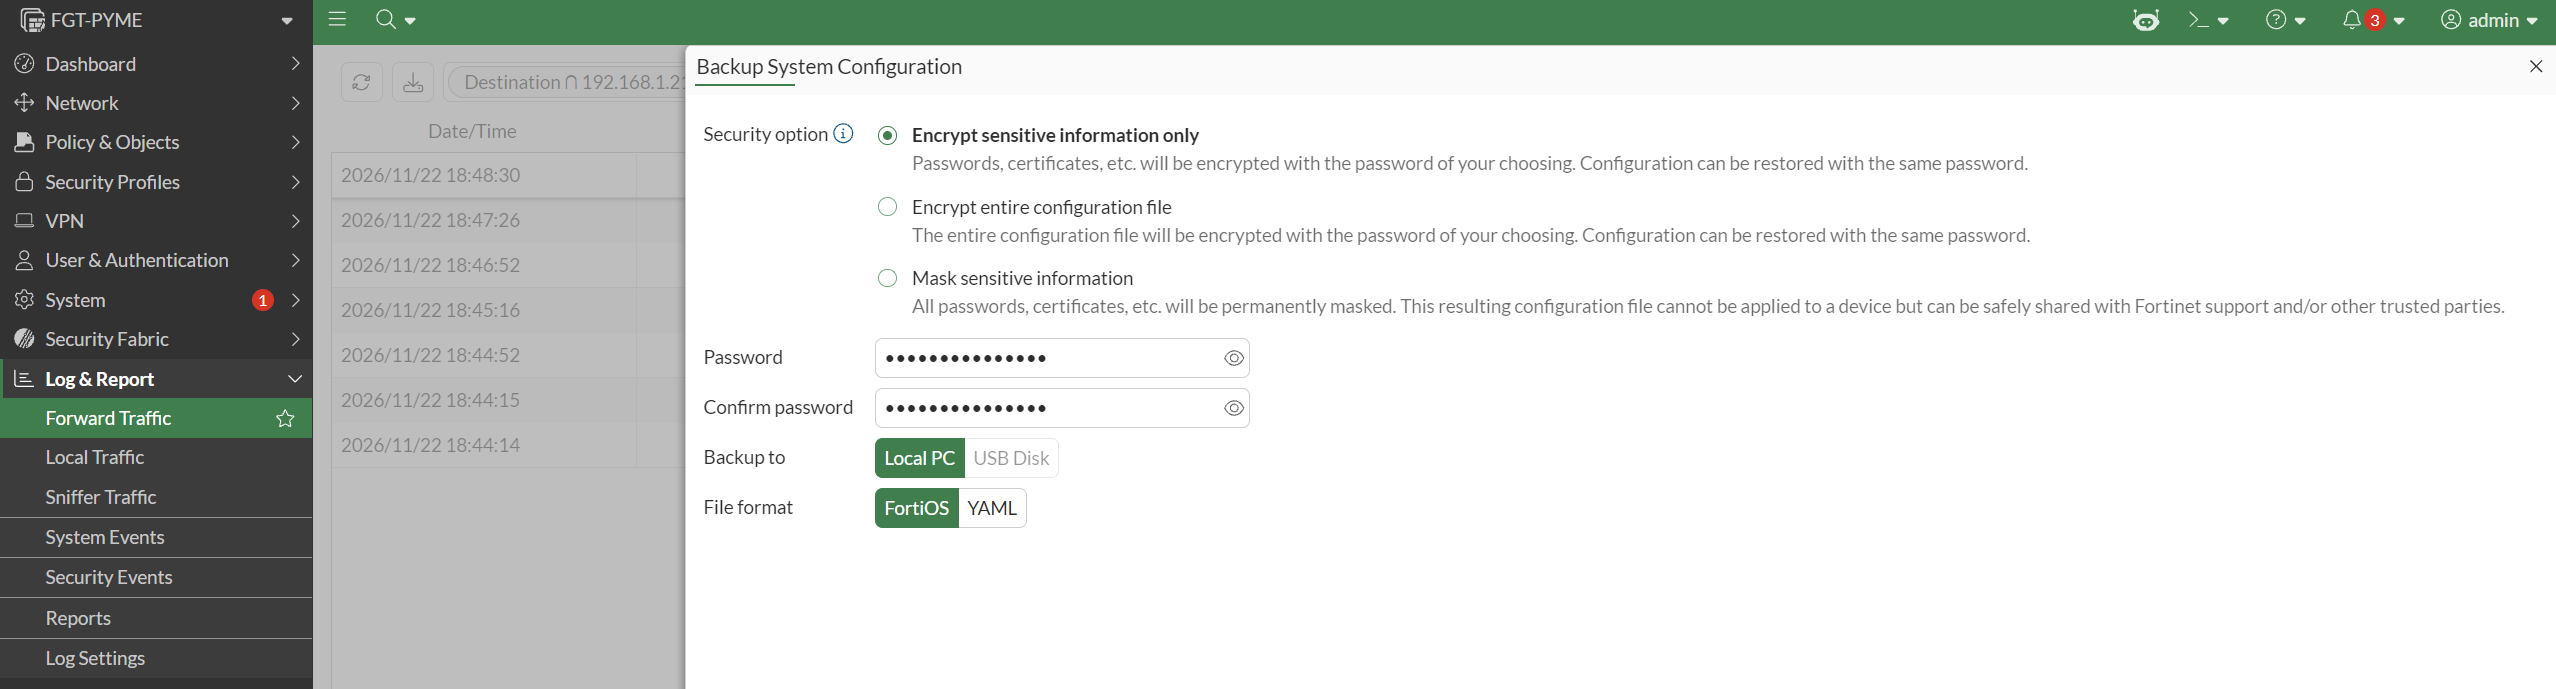 FGT-PYME
3
admin
Dashboard
Network
Policy & Objects
Security Profiles
VPN
User & Authentication
System
1
Security Fabric
Log & Report
Forward Traffic
Local Traffic
Sniffer Traffic
System Events
Security Events
Reports
Log Settings
Destination ∩ 192.168.1.21
Date/Time
2026/11/22 18:48:30
2026/11/22 18:47:26
2026/11/22 18:46:52
2026/11/22 18:45:16
2026/11/22 18:44:52
2026/11/22 18:44:15
2026/11/22 18:44:14
Backup System Configuration
Security option
Encrypt sensitive information only
Passwords, certificates, etc. will be encrypted with the password of your choosing. Configuration can be restored with the same password.
Encrypt entire configuration file
The entire configuration file will be encrypted with the password of your choosing. Configuration can be restored with the same password.
Mask sensitive information
All passwords, certificates, etc. will be permanently masked. This resulting configuration file cannot be applied to a device but can be safely shared with Fortinet support and/or other trusted parties.
Password
•••••••••••••••
Confirm password
•••••••••••••••
Backup to
Local PC USB Disk
File format
FortiOS YAML